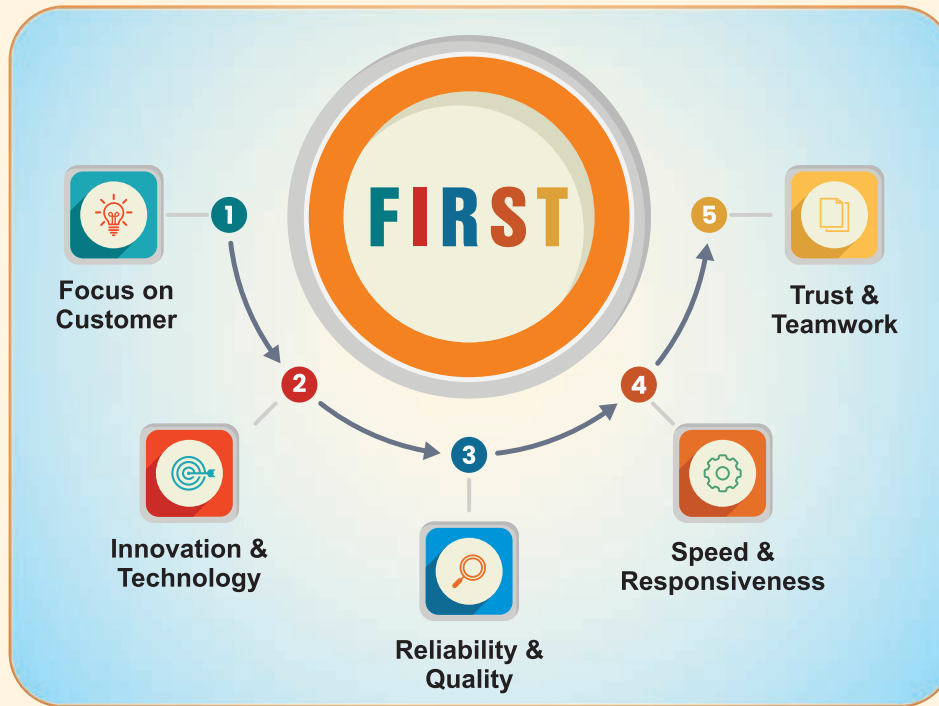 FIRST
1
Focus on
Customer
2
Innovation &
Technology
3
Reliability &
Quality
4
Speed &
Responsiveness
5
Trust &
Teamwork